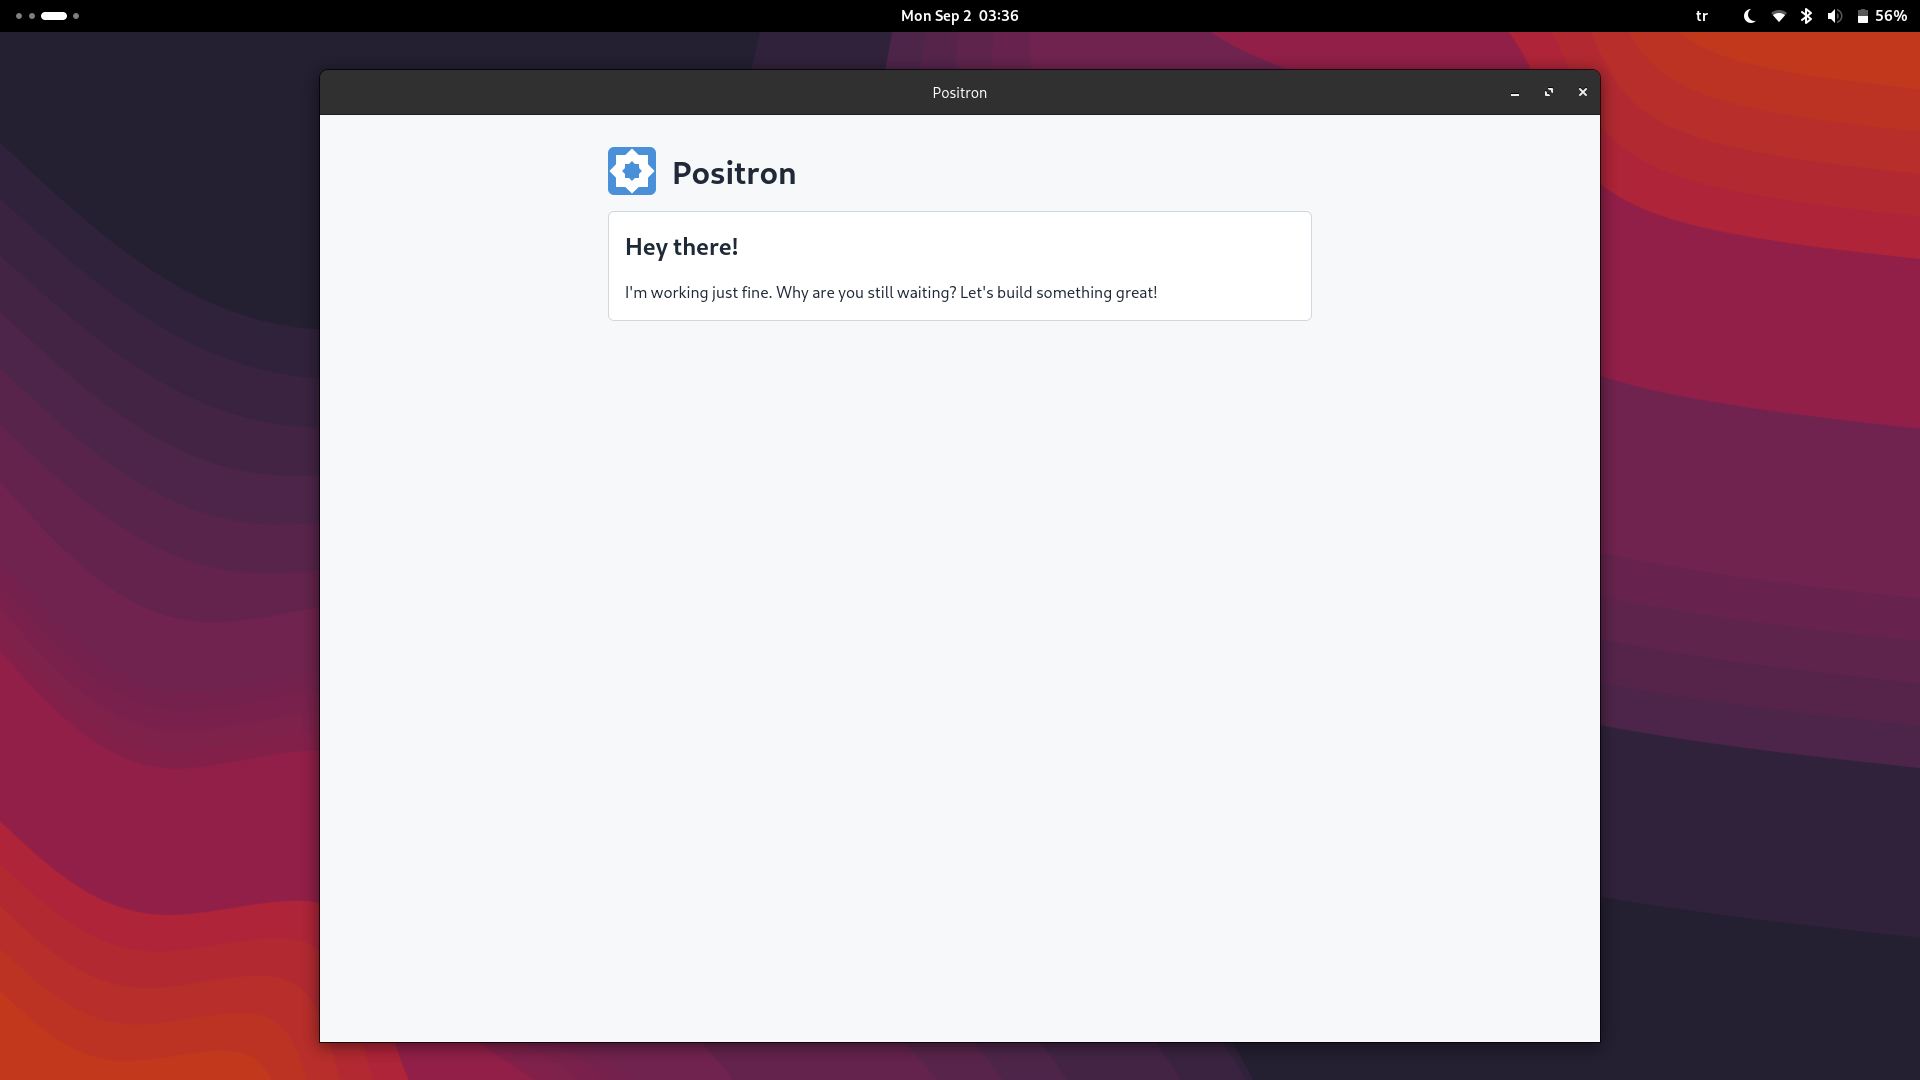 Mon Sep 2 03:36
tr
56%
Positron
Positron
Hey there!
I'm working just fine. Why are you still waiting? Let's build something great!